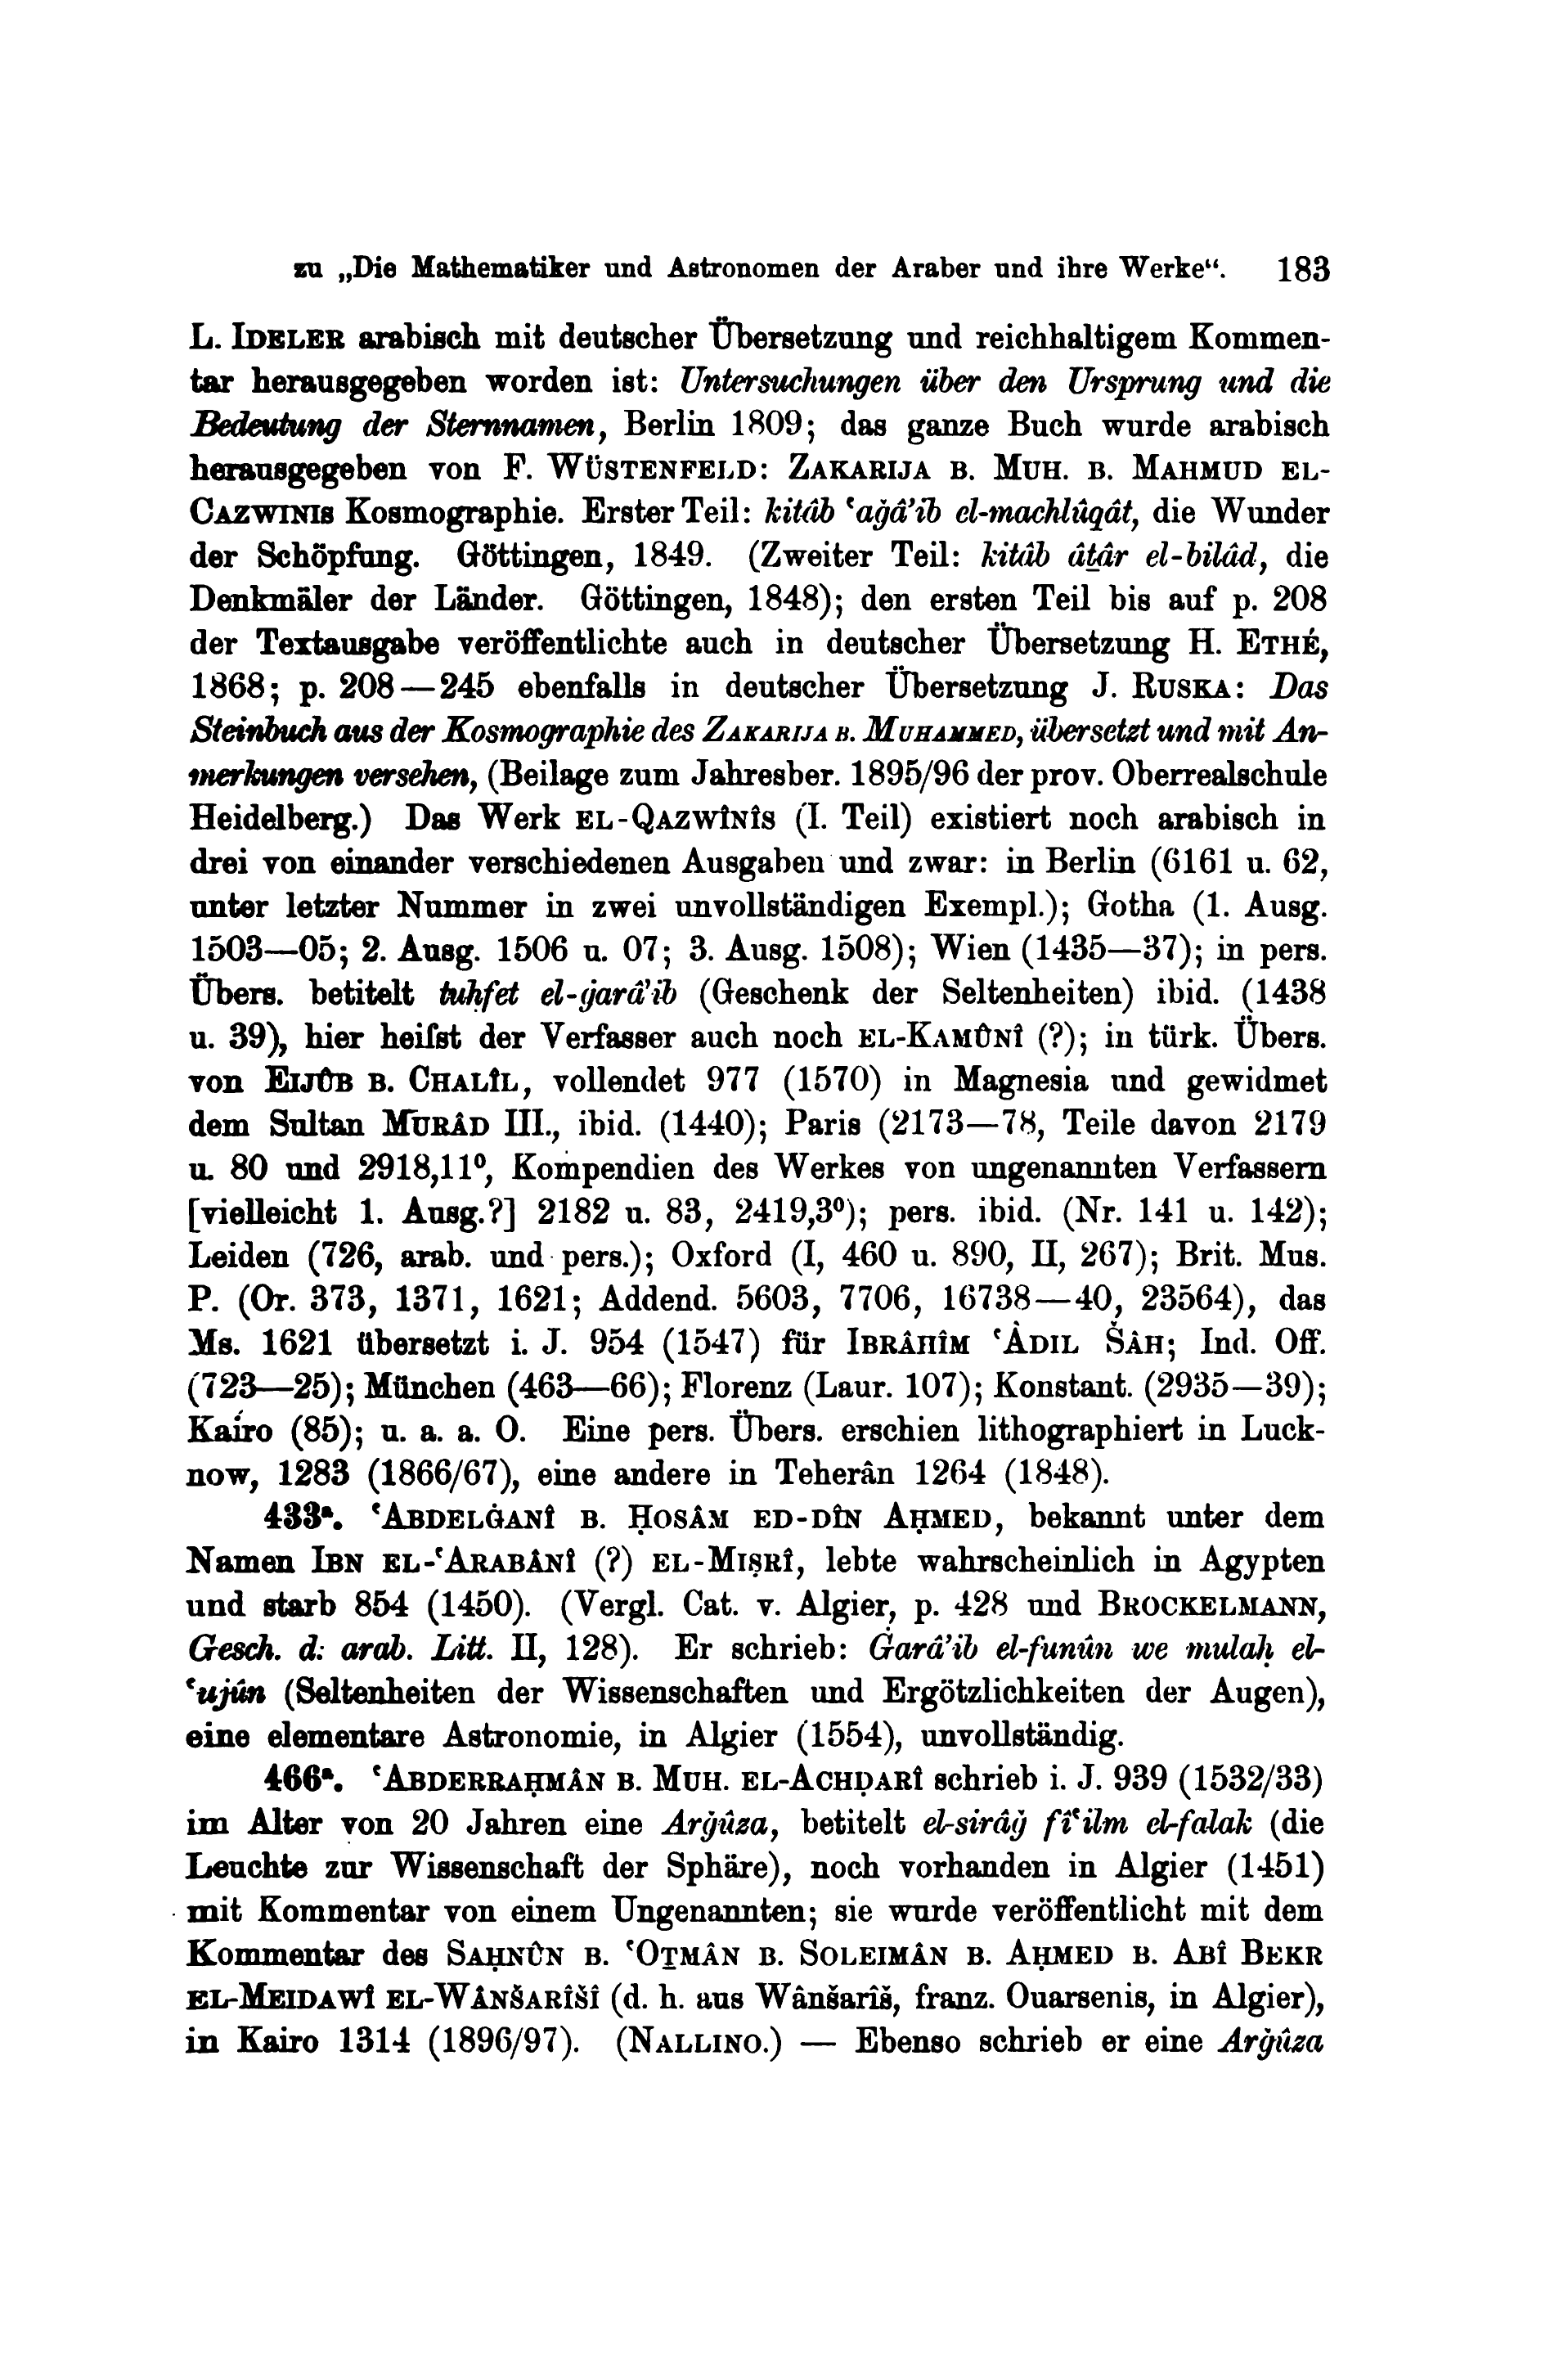 zu „Die Mathematiker und Astronomen der Araber und ihre Werke“. 183
L. IDELER arabisch mit deutscher Übersetzung und reichhaltigem Kommen-
tar herausgegeben worden ist: Untersuchungen über den Ursprung und die
Bedeutung der Sternnamen, Berlin 1809; das ganze Buch wurde arabisch
herausgegeben von F. WÜSTENFELD: ZAKARIJA B. MUH. B. MAHMUD EL-
CAZWINIS Kosmographie. Erster Teil: kitâb ʿaǧâ’ib el-machlûqât, die Wunder
der Schöpfung. Göttingen, 1849. (Zweiter Teil: kitâb âṯâr el-bilâd, die
Denkmäler der Länder. Göttingen, 1848); den ersten Teil bis auf p. 208
der Textausgabe veröffentlichte auch in deutscher Übersetzung H. ETHÉ,
1868; p. 208—245 ebenfalls in deutscher Übersetzung J. RUSKA: Das
Steinbuch aus der Kosmographie des ZAKARIJA B. MUHAMMED, übersetzt und mit An-
merkungen versehen, (Beilage zum Jahresber. 1895/96 der prov. Oberrealschule
Heidelberg.) Das Werk EL-QAZWÎNÎS (I. Teil) existiert noch arabisch in
drei von einander verschiedenen Ausgaben und zwar: in Berlin (6161 u. 62,
unter letzter Nummer in zwei unvollständigen Exempl.); Gotha (1. Ausg.
1503—05; 2. Ausg. 1506 u. 07; 3. Ausg. 1508); Wien (1435—37); in pers.
Übers. betitelt tuḥfet el-ġarâ’ib (Geschenk der Seltenheiten) ibid. (1438
u. 39), hier heifst der Verfasser auch noch EL-KAMÛNÎ (?); in türk. Übers.
von EIJÛB B. CHALÎL, vollendet 977 (1570) in Magnesia und gewidmet
dem Sultan MURÂD III., ibid. (1440); Paris (2173—78, Teile davon 2179
u. 80 und 2918,11⁰, Kompendien des Werkes von ungenannten Verfassern
[vielleicht 1. Ausg.?] 2182 u. 83, 2419,3⁰); pers. ibid. (Nr. 141 u. 142);
Leiden (726, arab. und pers.); Oxford (I, 460 u. 890, II, 267); Brit. Mus.
P. (Or. 373, 1371, 1621; Addend. 5603, 7706, 16738—40, 23564), das
Ms. 1621 übersetzt i. J. 954 (1547) für IBRÂHÎM ʿÀDIL ŠÂH; Ind. Off.
(723—25); München (463—66); Florenz (Laur. 107); Konstant. (2935—39);
Kairo (85); u. a. a. O. Eine pers. Übers. erschien lithographiert in Luck-
now, 1283 (1866/67), eine andere in Teherân 1264 (1848).
433ᵃ. ʿABDELĠANÎ B. ḤOSÂM ED-DÎN AḤMED, bekannt unter dem
Namen IBN EL-ʿARABÂNÎ (?) EL-MIṢRÎ, lebte wahrscheinlich in Agypten
und starb 854 (1450). (Vergl. Cat. v. Algier, p. 428 und BROCKELMANN,
Gesch. d. arab. Litt. II, 128). Er schrieb: Ġarâ’ib el-funûn we mulaḥ el-
ʿujûn (Seltenheiten der Wissenschaften und Ergötzlichkeiten der Augen),
eine elementare Astronomie, in Algier (1554), unvollständig.
466ᵃ. ʿABDERRAḤMÂN B. MUH. EL-ACHḌARÎ schrieb i. J. 939 (1532/33)
im Alter von 20 Jahren eine Arǧûza, betitelt el-sirâǧ fî ʿilm el-falak (die
Leuchte zur Wissenschaft der Sphäre), noch vorhanden in Algier (1451)
mit Kommentar von einem Ungenannten; sie wurde veröffentlicht mit dem
Kommentar des SAḤNÛN B. ʿOṮMÂN B. SOLEIMÂN B. AḤMED B. ABÎ BEKR
EL-MEIDAWÎ EL-WÂNŠARÎŠÎ (d. h. aus Wânšarîš, franz. Ouarsenis, in Algier),
in Kairo 1314 (1896/97). (NALLINO.) — Ebenso schrieb er eine Arǧûza